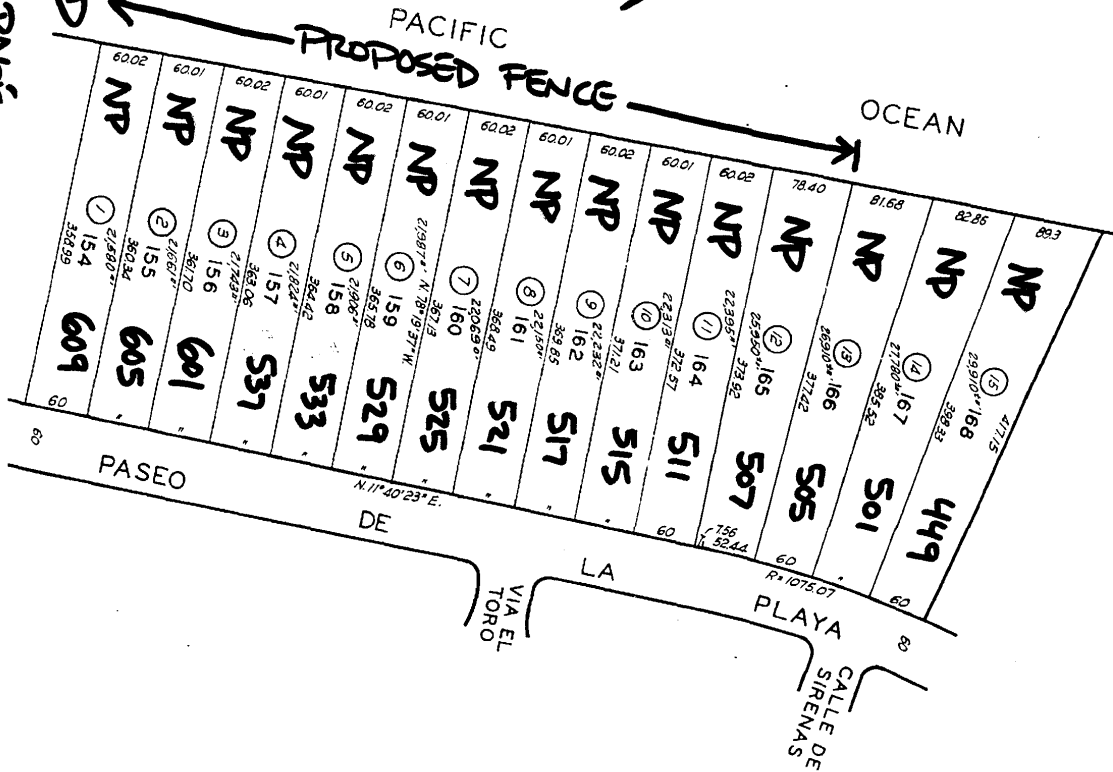 PACIFIC
OCEAN
PROPOSED FENCE
60.02 60.01 60.02 60.01 60.02 60.01 60.02 60.01 60.02 60.01 60.02 78.40 81.68 82.86 89.3
NP NP NP NP NP NP NP NP NP NP NP NP NP NP NP
1 154 358.99 609
2 155 360.34 605
3 156 361.70 601
4 157 363.06 537
5 158 364.42 533
6 159 365.78 529
7 160 367.13 525
8 161 368.49 521
9 162 369.85 517
10 163 371.21 515
11 164 372.57 511
12 165 373.92 507
13 166 377.42 505
14 167 385.52 501
15 168 398.33 449
417.15
N. 78° 19' 37" W.
60 " " " " " " " " 60 7.56 52.44 60 " 60
N. 11° 40' 23" E.
R = 1075.07
60
PASEO DE LA PLAYA
60
VIA EL
TORO
CALLE DE
SIRENAS